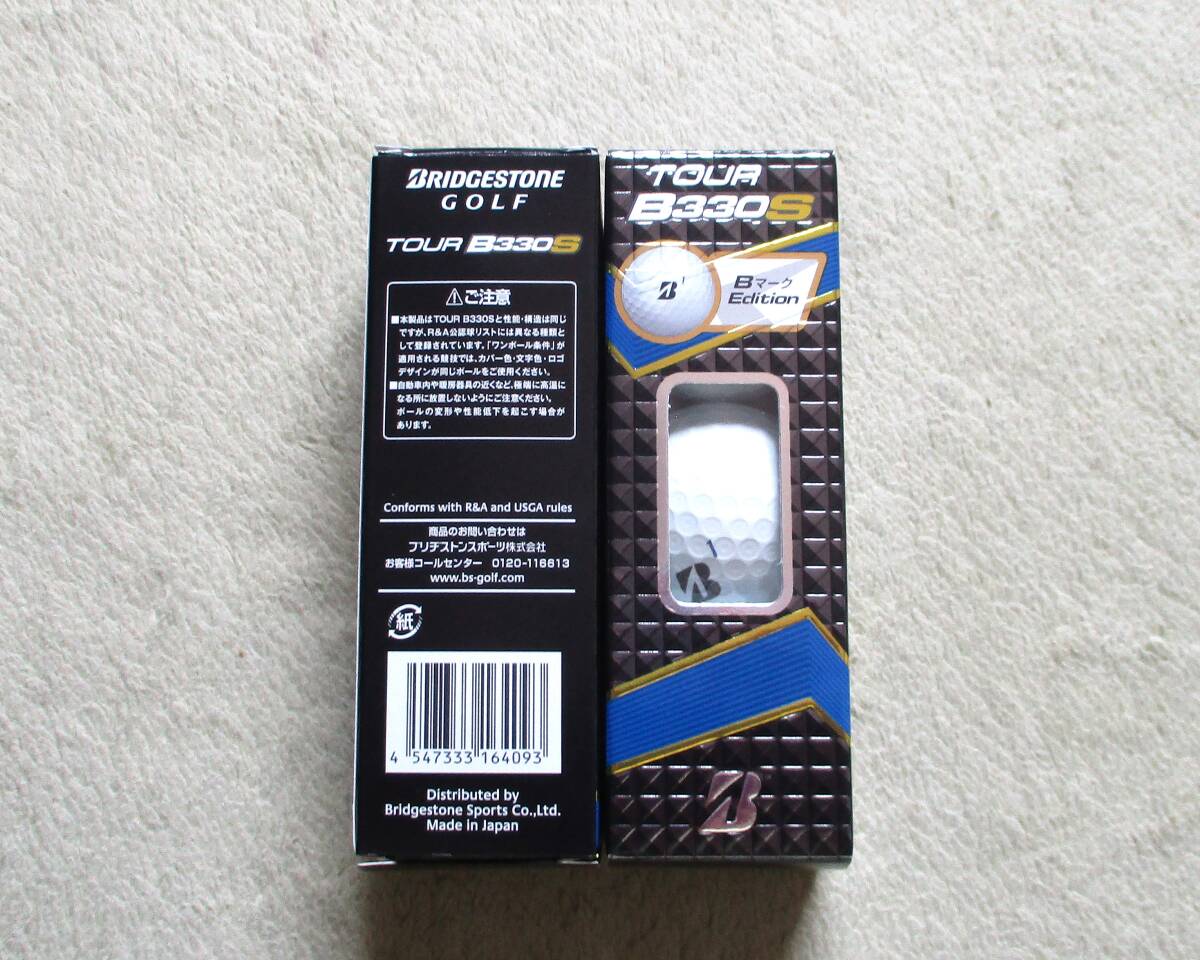 BRIDGESTONE
GOLF
TOUR B330S
⚠ご注意
■本製品はTOUR B330Sと性能・構造は同じ
ですが、R&A公認球リストには異なる種類と
して登録されています。「ワンボール条件」が
適用される競技では、カバー色・文字色・ロゴ
デザインが同じボールをご使用ください。
■自動車内や暖房器具の近くなど、極端に高温に
なる所に放置しないようにご注意ください。
ボールの変形や性能低下を起こす場合が
あります。
Conforms with R&A and USGA rules
商品のお問い合わせは
ブリヂストンスポーツ株式会社
お客様コールセンター 0120-116613
www.bs-golf.com
紙
4 547333 164093
Distributed by
Bridgestone Sports Co.,Ltd.
Made in Japan
TOUR
B330S
B 1
Bマーク
Edition
1
B
B